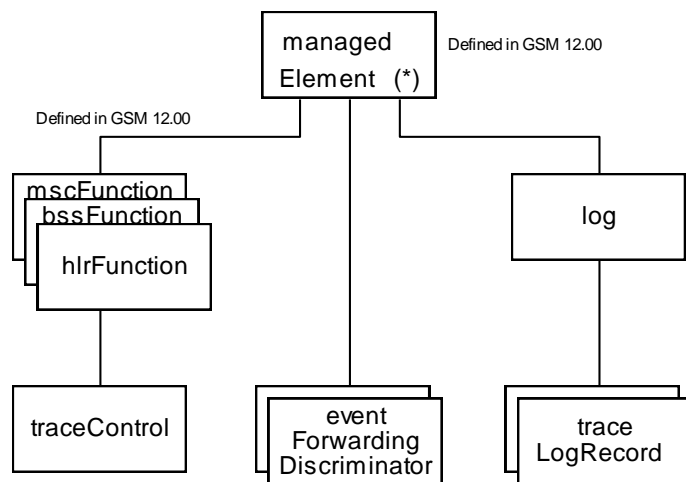 managed
Element (*)
Defined in GSM 12.00
Defined in GSM 12.00
mscFunction
bssFunction
hlrFunction
log
traceControl
event
Forwarding
Discriminator
trace
LogRecord